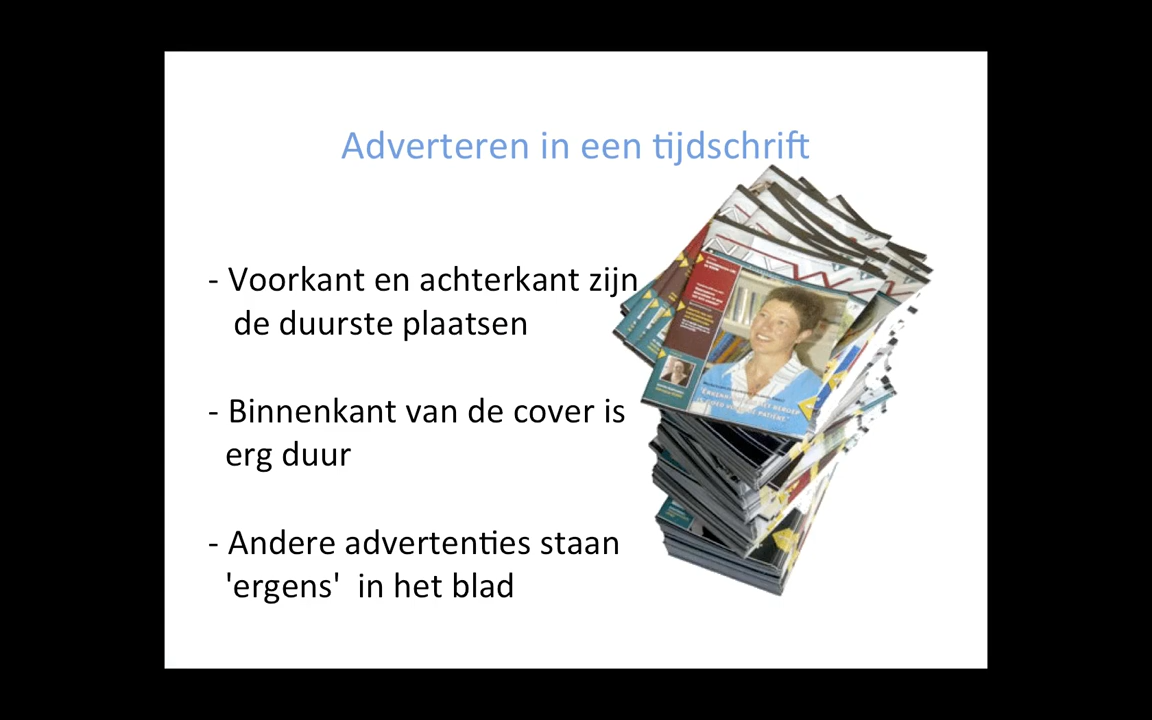 Adverteren in een tijdschrift
- Voorkant en achterkant zijn
de duurste plaatsen
- Binnenkant van de cover is
erg duur
- Andere advertenties staan
'ergens' in het blad